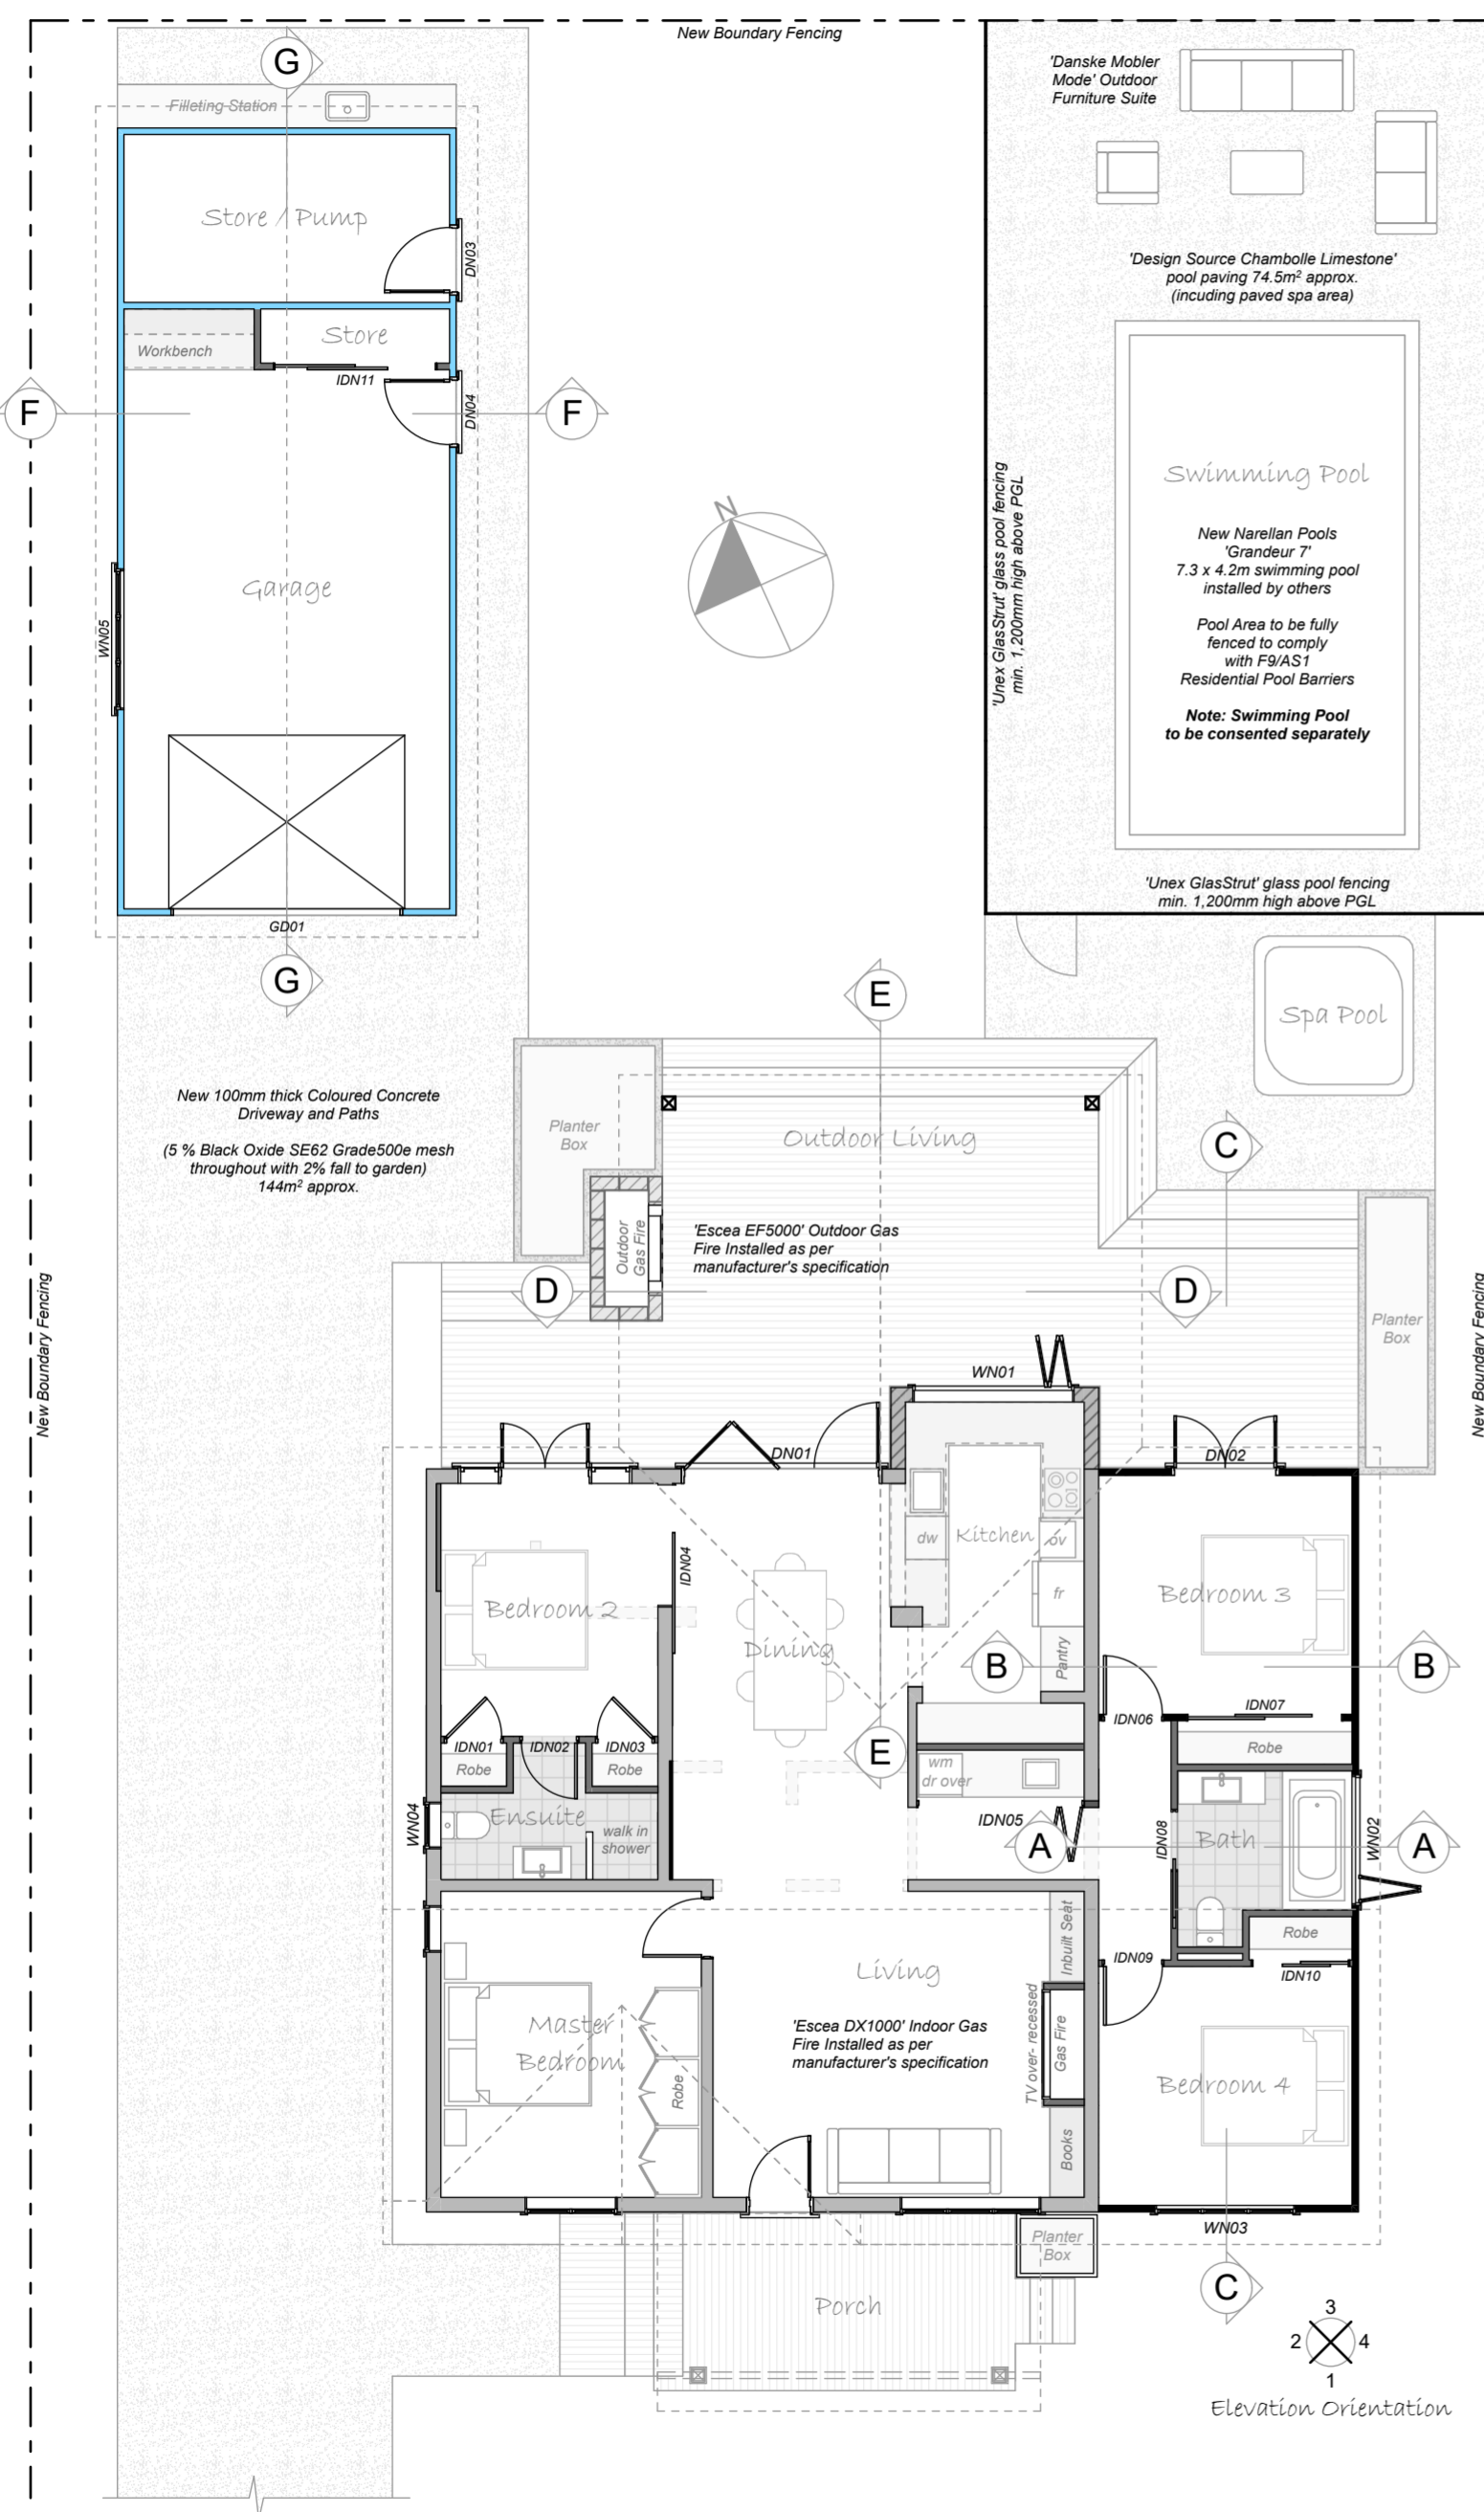 New Boundary Fencing
G
Filleting Station
Store / Pump
DN03
Store
Workbench
IDN11
DN04
F
F
Garage
WN05
GD01
G
N
'Danske Mobler
Mode' Outdoor
Furniture Suite
'Design Source Chambolle Limestone'
pool paving 74.5m² approx.
(incuding paved spa area)
Swimming Pool
New Narellan Pools
'Grandeur 7'
7.3 x 4.2m swimming pool
installed by others
Pool Area to be fully
fenced to comply
with F9/AS1
Residential Pool Barriers
Note: Swimming Pool
to be consented separately
'Unex GlasStrut' glass pool fencing
min. 1,200mm high above PGL
'Unex GlasStrut' glass pool fencing
min. 1,200mm high above PGL
Spa Pool
E
New 100mm thick Coloured Concrete
Driveway and Paths
(5 % Black Oxide SE62 Grade500e mesh
throughout with 2% fall to garden)
144m² approx.
Planter
Box
Outdoor Living
C
Outdoor
Gas Fire
'Escea EF5000' Outdoor Gas
Fire Installed as per
manufacturer's specification
D
D
Planter
Box
New Boundary Fencing
New Boundary Fencing
WN01
DN01
DN02
dw
Kitchen
ov
fr
Pantry
IDN04
Bedroom 2
Dining
Bedroom 3
B
B
IDN06
IDN07
Robe
IDN01
IDN02
IDN03
Robe
Robe
E
wm
dr over
WN04
Ensuite
walk in
shower
IDN05
A
IDN08
Bath
WN02
A
Robe
IDN09
IDN10
Inbuilt Seat
Living
'Escea DX1000' Indoor Gas
Fire Installed as per
manufacturer's specification
TV over- recessed
Gas Fire
Books
Master
Bedroom
Robe
Bedroom 4
WN03
Planter
Box
C
Porch
3
2
4
1
Elevation Orientation